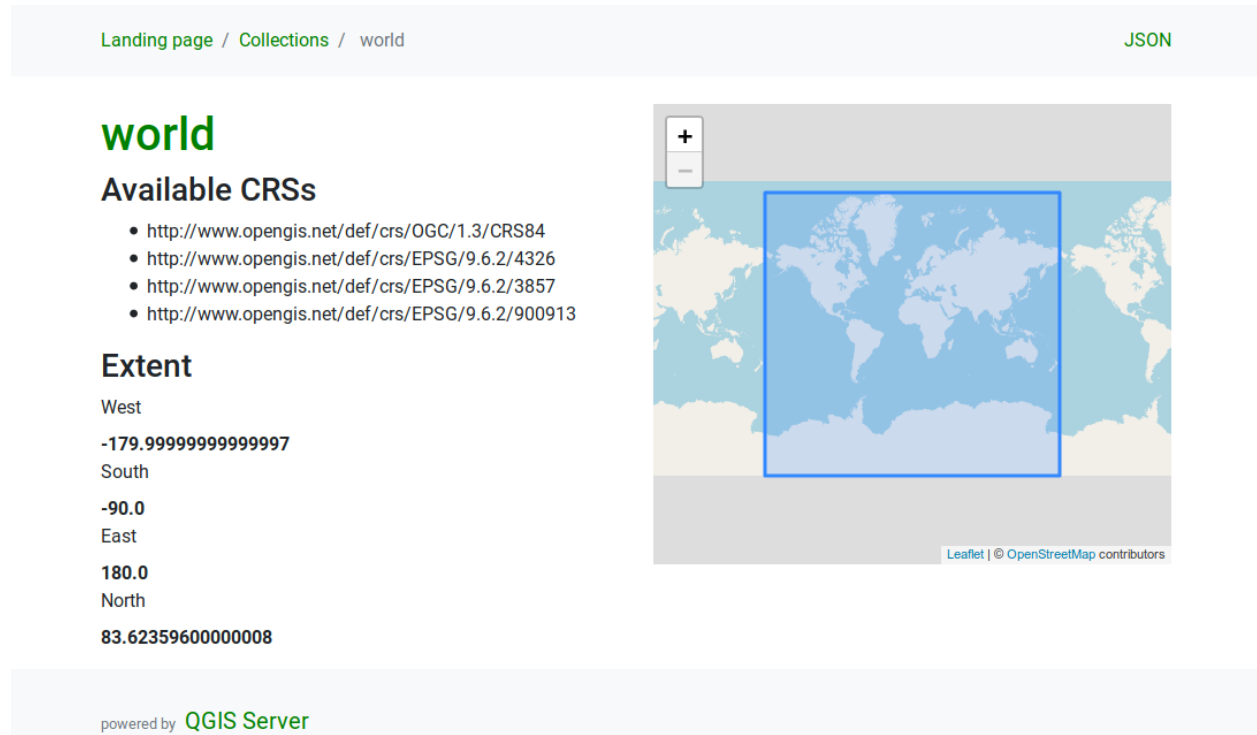 Landing page / Collections / world
JSON
world
Available CRSs
• http://www.opengis.net/def/crs/OGC/1.3/CRS84
• http://www.opengis.net/def/crs/EPSG/9.6.2/4326
• http://www.opengis.net/def/crs/EPSG/9.6.2/3857
• http://www.opengis.net/def/crs/EPSG/9.6.2/900913
Extent
West
-179.99999999999997
South
-90.0
East
180.0
North
83.62359600000008
+
−
Leaflet | © OpenStreetMap contributors
powered by QGIS Server